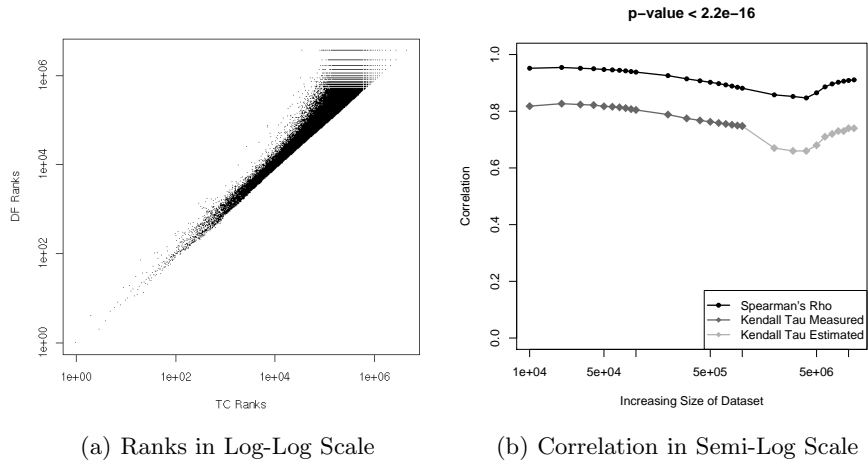 1e+06
1e+04
1e+02
1e+00
DF Ranks
1e+00 1e+02 1e+04 1e+06
TC Ranks
(a) Ranks in Log-Log Scale
p-value < 2.2e-16
1.0
0.8
0.6
0.4
0.2
0.0
Correlation
Spearman's Rho
Kendall Tau Measured
Kendall Tau Estimated
1e+04 5e+04 5e+05 5e+06
Increasing Size of Dataset
(b) Correlation in Semi-Log Scale